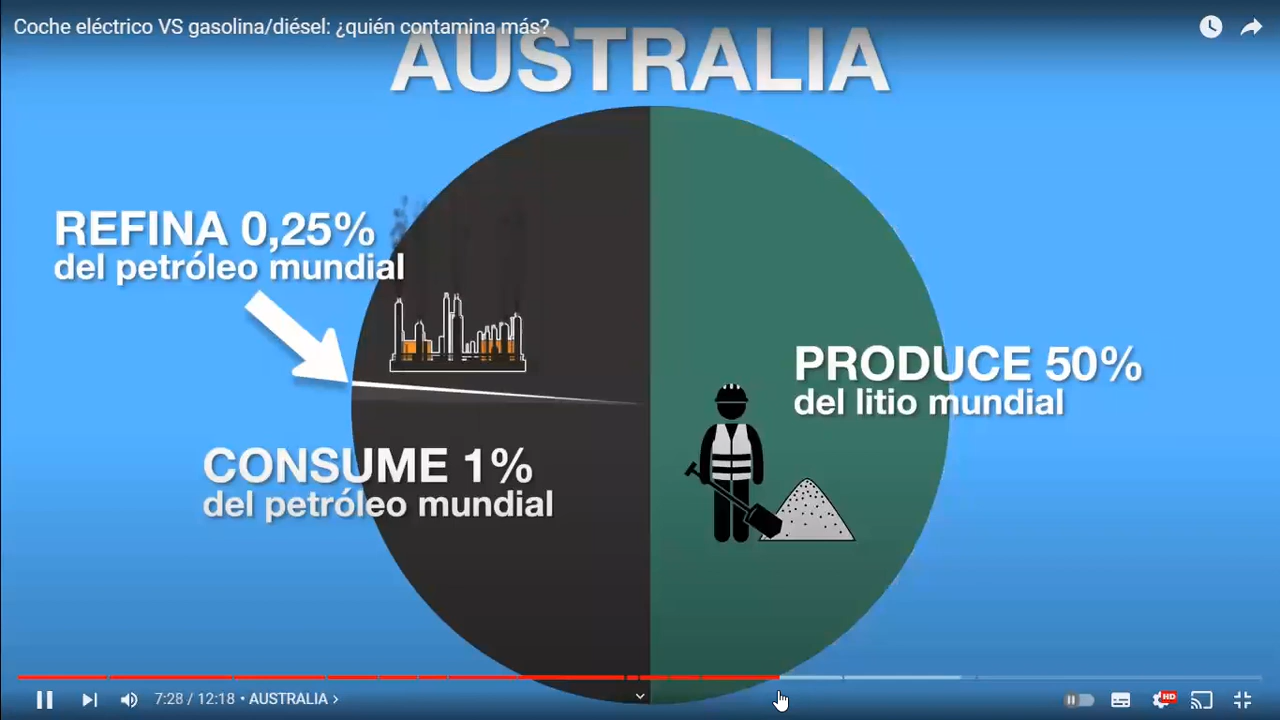 Coche eléctrico VS gasolina/diésel: ¿quién contamina más?
AUSTRALIA
REFINA 0,25%
del petróleo mundial
PRODUCE 50%
del litio mundial
CONSUME 1%
del petróleo mundial
7:28 / 12:18 • AUSTRALIA >
HD